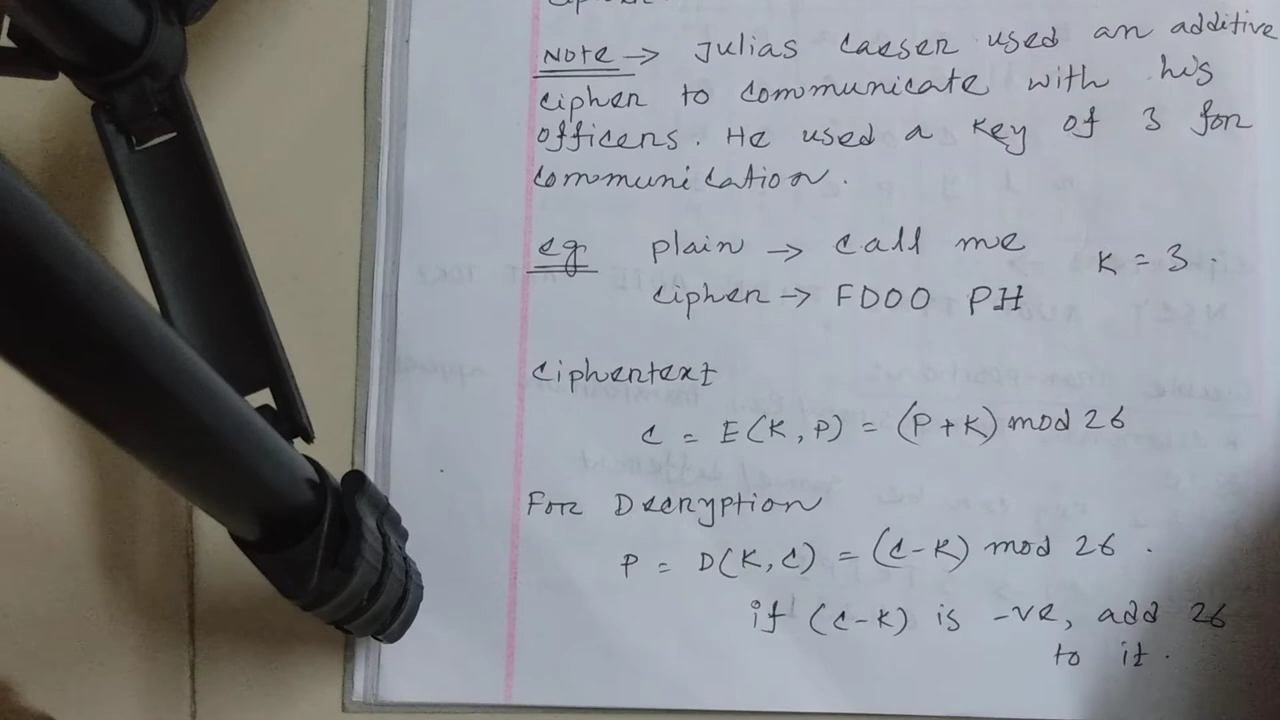 Note → Julias Caeser used an additive
cipher to communicate with his
officers. He used a key of 3 for
communication.
eg plain → call me K = 3.
cipher → FDOO PH
Ciphertext
C = E(K, P) = (P+K) mod 26
For Decryption
P = D(K, C) = (C-K) mod 26.
if (C-K) is -ve, add 26
to it.